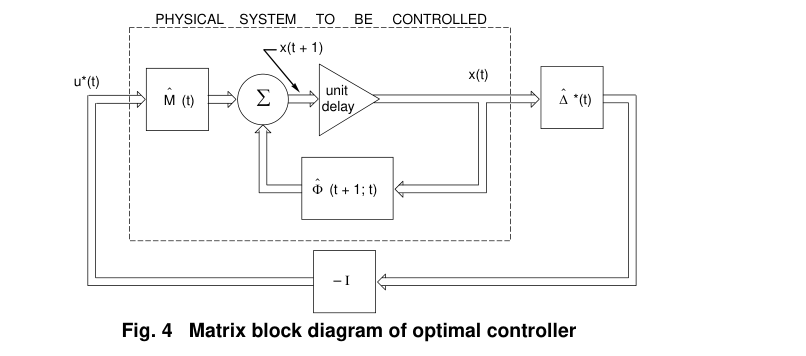 PHYSICAL SYSTEM TO BE CONTROLLED
x(t + 1)
u*(t)
x(t)
M̂ (t)
Σ
unit
delay
Δ̂ *(t)
Φ̂ (t + 1; t)
– I
Fig. 4 Matrix block diagram of optimal controller